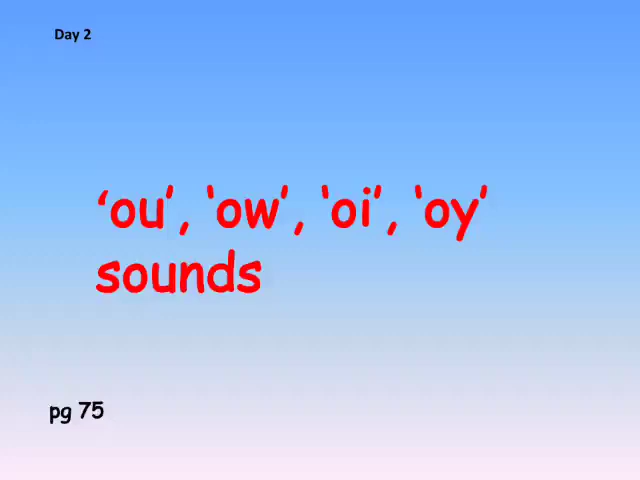 Day 2
‘ou’, ‘ow’, ‘oi’, ‘oy’
sounds
pg 75